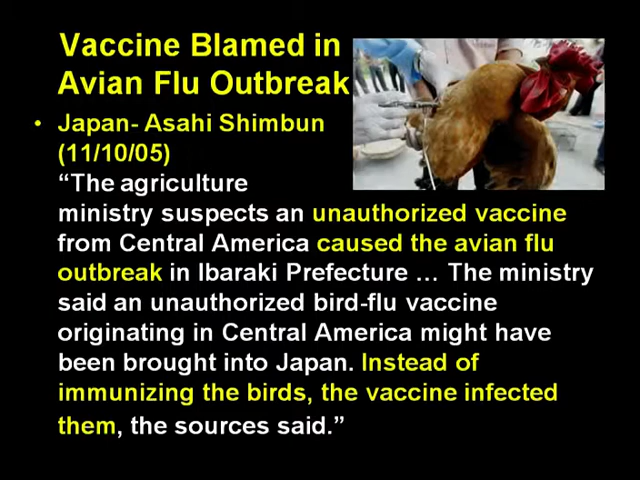 Vaccine Blamed in
Avian Flu Outbreak
• Japan- Asahi Shimbun
(11/10/05)
“The agriculture
ministry suspects an unauthorized vaccine
from Central America caused the avian flu
outbreak in Ibaraki Prefecture … The ministry
said an unauthorized bird-flu vaccine
originating in Central America might have
been brought into Japan. Instead of
immunizing the birds, the vaccine infected
them, the sources said.”